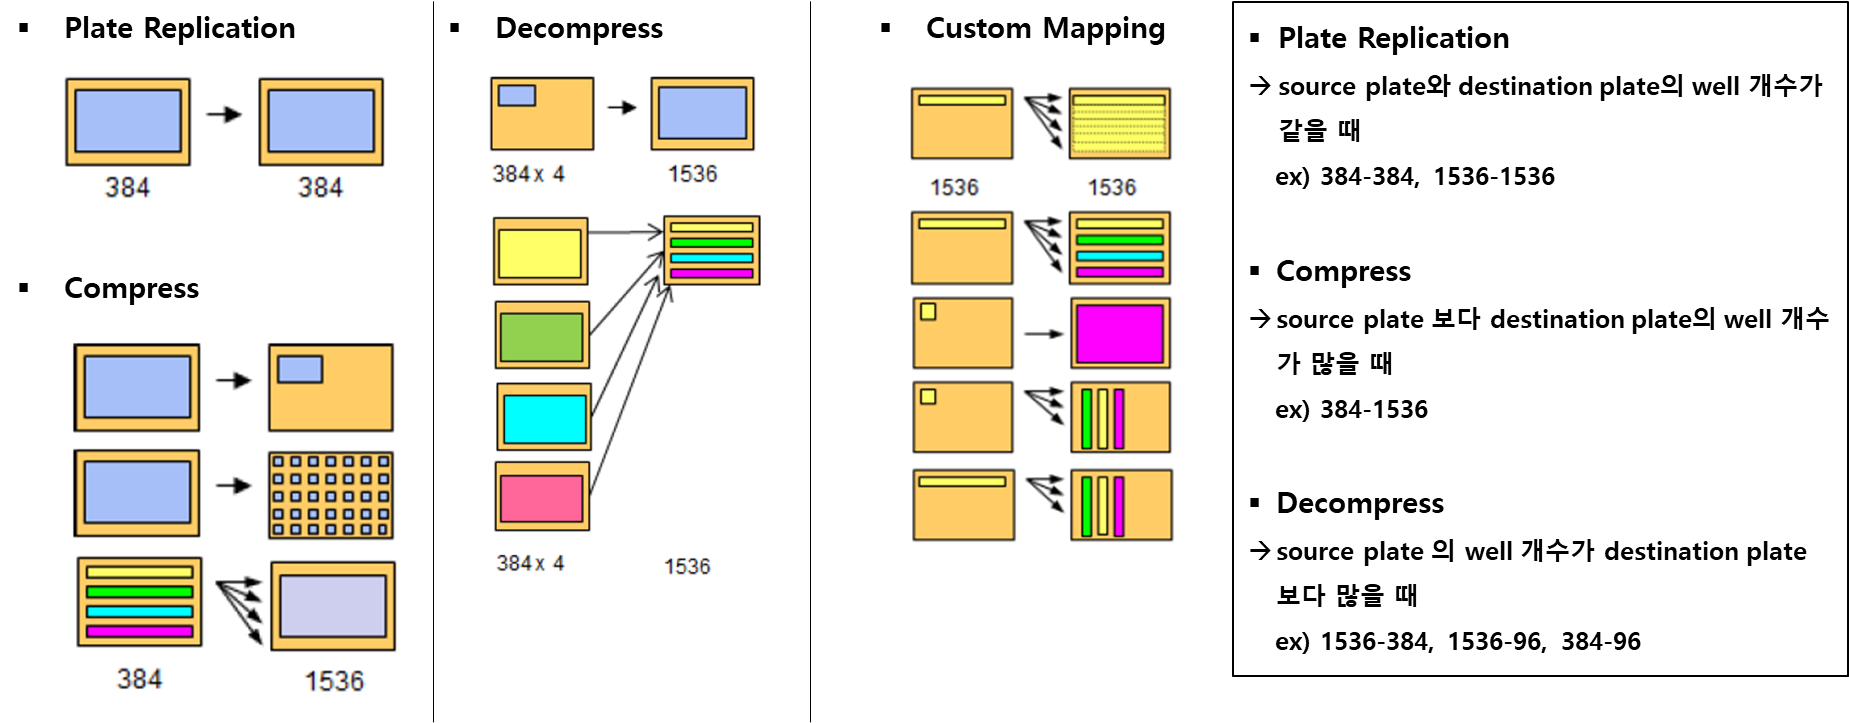 ▪ Plate Replication
384 384
▪ Compress
384 1536
▪ Decompress
384 x 4 1536
384 x 4 1536
▪ Custom Mapping
1536 1536
▪ Plate Replication
→ source plate와 destination plate의 well 개수가
같을 때
ex) 384-384, 1536-1536
▪ Compress
→ source plate 보다 destination plate의 well 개수
가 많을 때
ex) 384-1536
▪ Decompress
→ source plate 의 well 개수가 destination plate
보다 많을 때
ex) 1536-384, 1536-96, 384-96